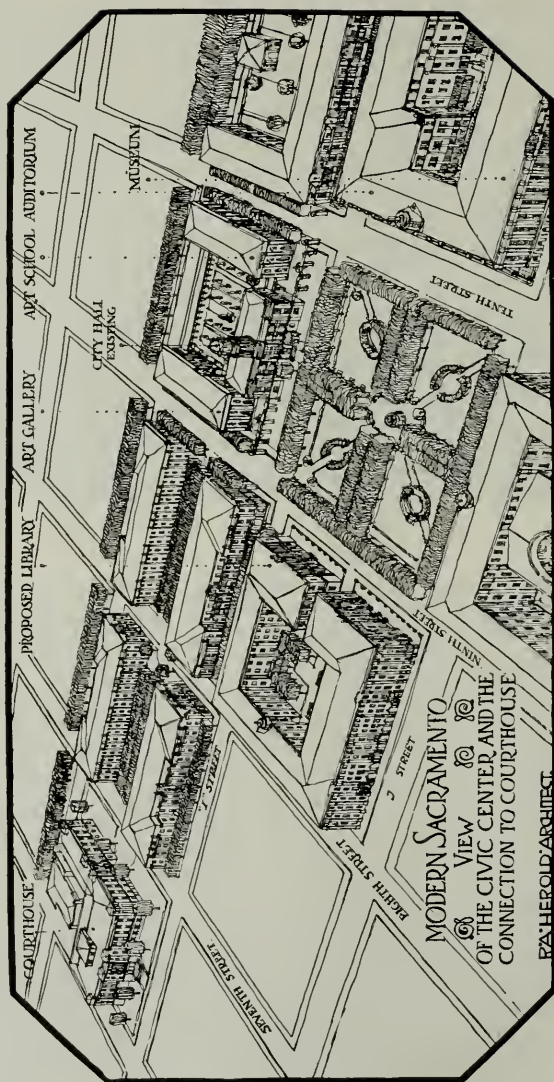 COURTHOUSE
PROPOSED LIBRARY
ART GALLERY
ART SCHOOL AUDITORIUM
CITY HALL
EXISTING
MUSEUM
I STREET
J STREET
SEVENTH STREET
EIGHTH STREET
NINTH STREET
TENTH STREET
MODERN SACRAMENTO
VIEW
OF THE CIVIC CENTER AND THE
CONNECTION TO COURTHOUSE
R.A. HEROLD ARCHITECT